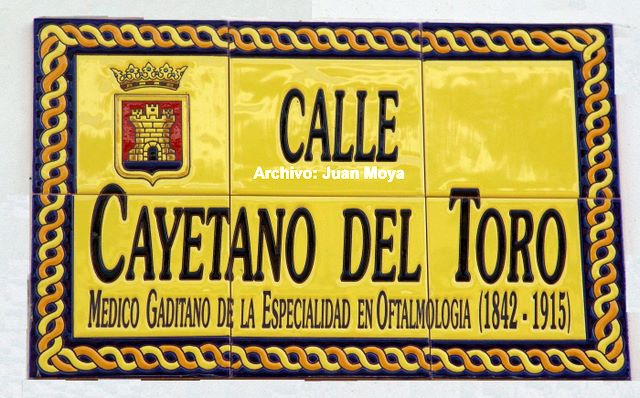 CALLE
Archivo: Juan Moya
CAYETANO DEL TORO
MEDICO GADITANO DE LA ESPECIALIDAD EN OFTALMOLOGIA (1842 - 1915)